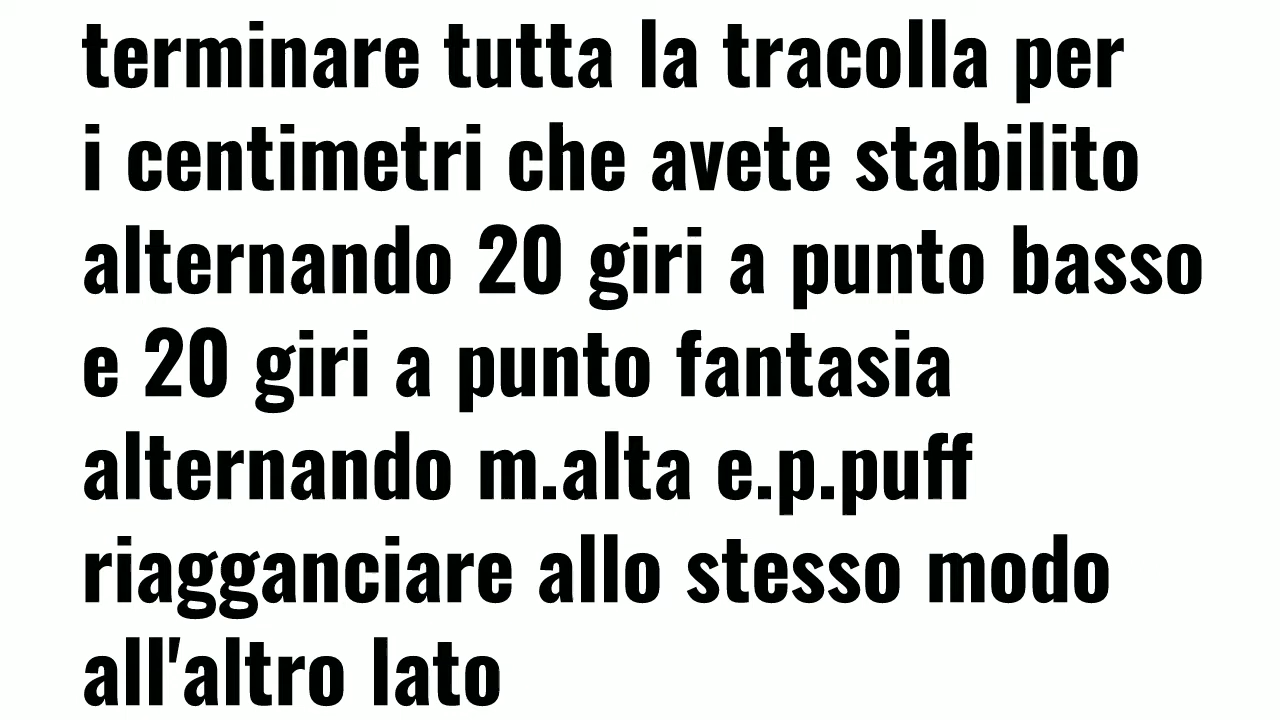 terminare tutta la tracolla per
i centimetri che avete stabilito
alternando 20 giri a punto basso
e 20 giri a punto fantasia
alternando m.alta e.p.puff
riagganciare allo stesso modo
all'altro lato